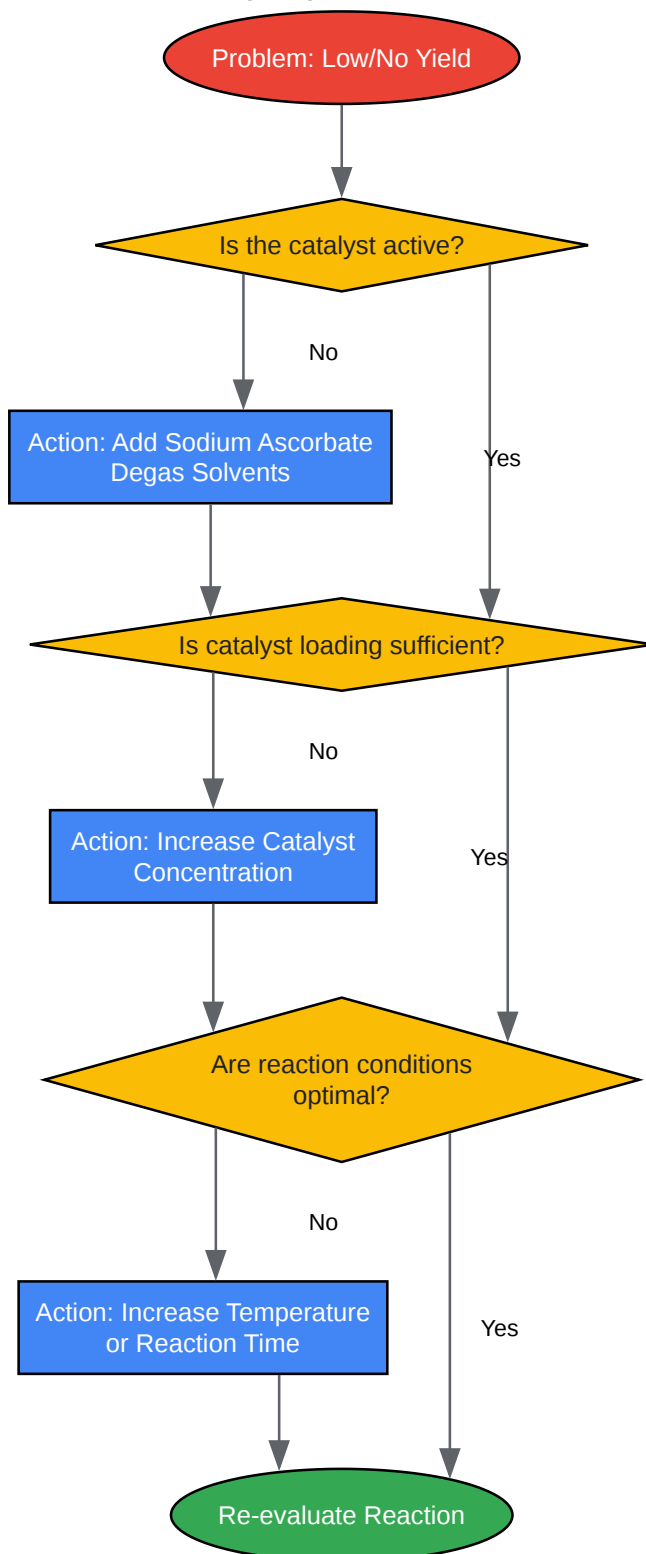 Problem: Low/No Yield
Is the catalyst active?
No
Action: Add Sodium Ascorbate
Degas Solvents
Yes
Is catalyst loading sufficient?
No
Action: Increase Catalyst
Concentration
Yes
Are reaction conditions
optimal?
No
Action: Increase Temperature
or Reaction Time
Yes
Re-evaluate Reaction